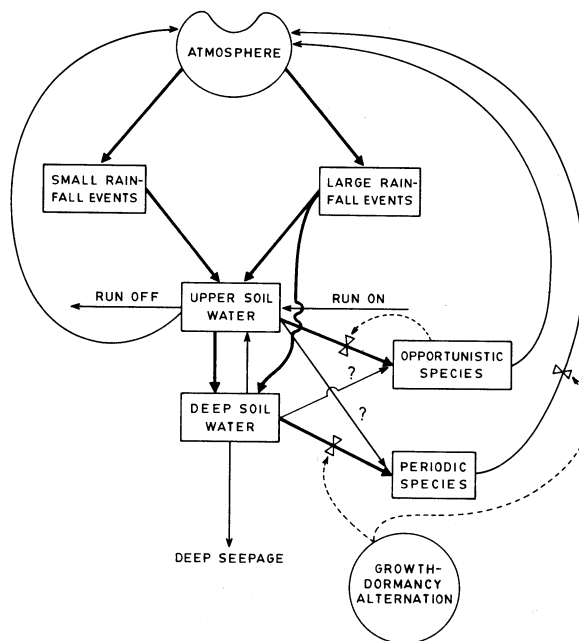 ATMOSPHERE
SMALL RAIN-
FALL EVENTS
LARGE RAIN-
FALL EVENTS
RUN OFF
UPPER SOIL
WATER
RUN ON
OPPORTUNISTIC
SPECIES
?
?
DEEP SOIL
WATER
PERIODIC
SPECIES
DEEP SEEPAGE
GROWTH-
DORMANCY
ALTERNATION